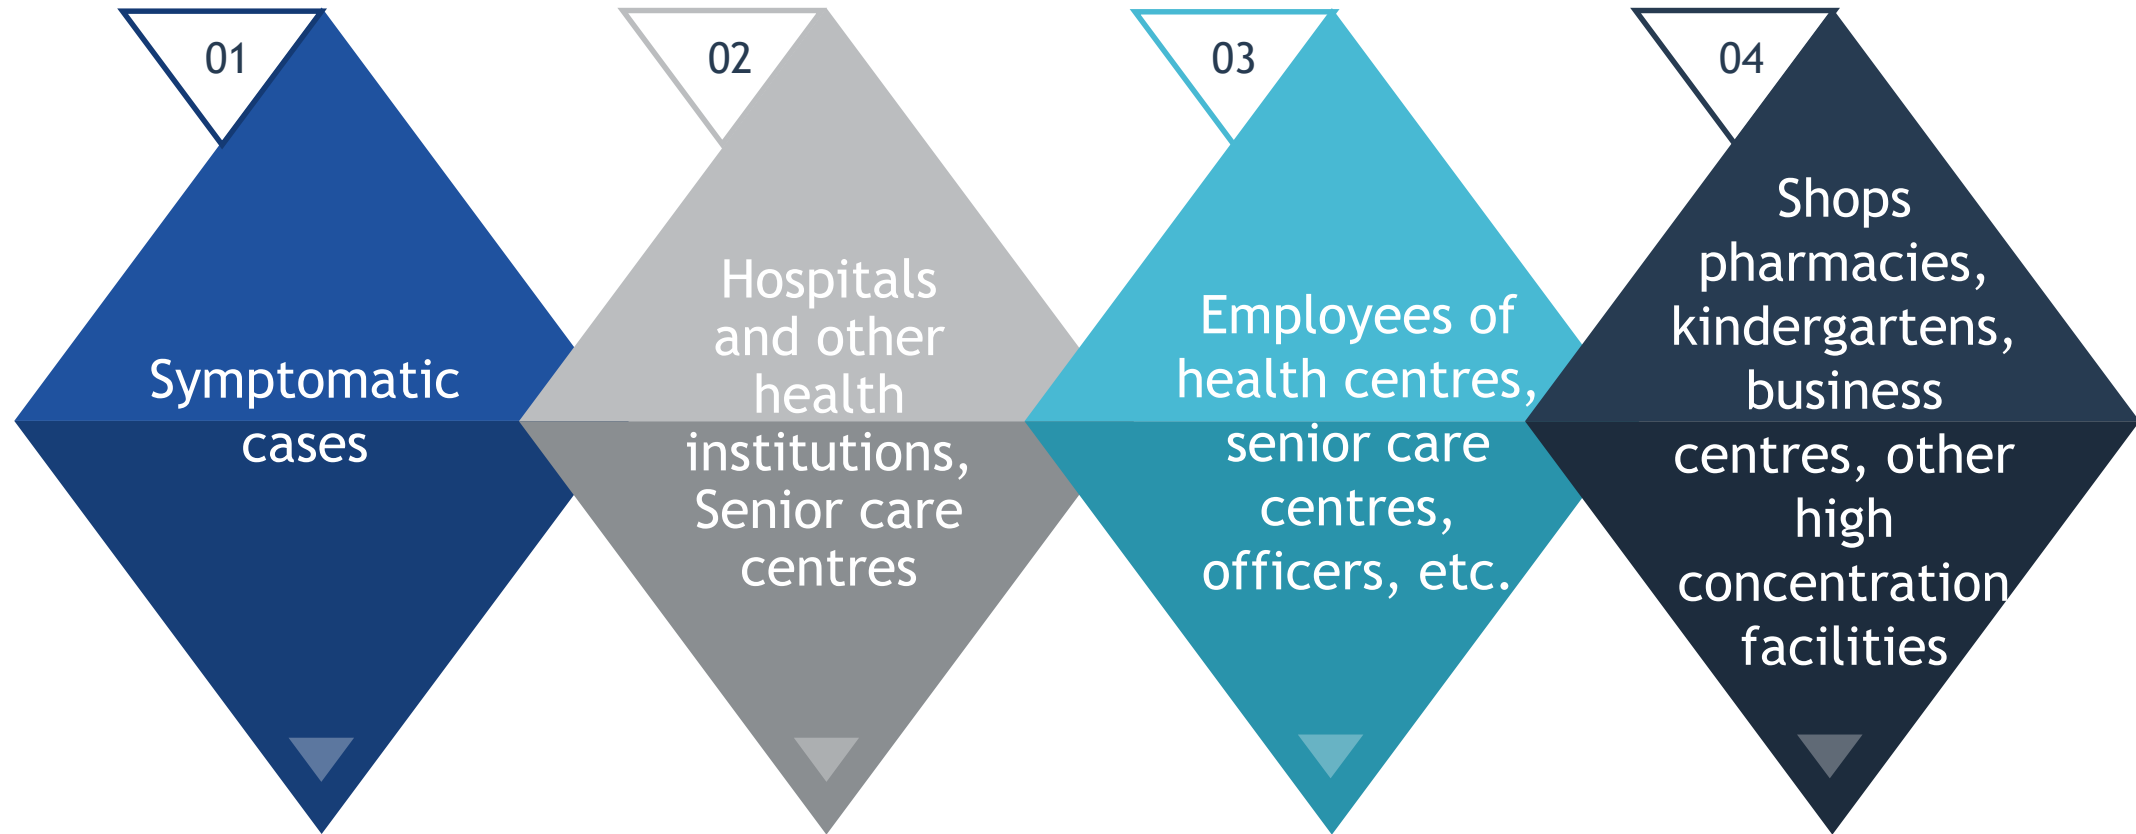 01
Symptomatic
cases
02
Hospitals
and other
health
institutions,
Senior care
centres
03
Employees of
health centres,
senior care
centres,
officers, etc.
04
Shops
pharmacies,
kindergartens,
business
centres, other
high
concentration
facilities